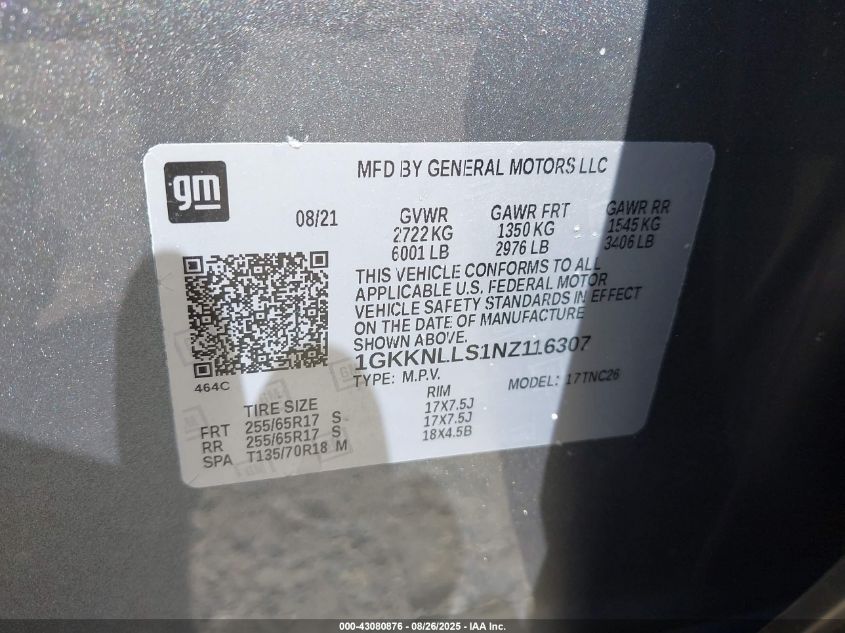 gm
MFD BY GENERAL MOTORS LLC
08/21
GVWR GAWR FRT GAWR RR
2722 KG 1350 KG 1545 KG
6001 LB 2976 LB 3406 LB
THIS VEHICLE CONFORMS TO ALL
APPLICABLE U.S. FEDERAL MOTOR
VEHICLE SAFETY STANDARDS IN EFFECT
ON THE DATE OF MANUFACTURE
SHOWN ABOVE.
1GKKNLLS1NZ116307
464C
TYPE: M.P.V. MODEL: 17TNC26
TIRE SIZE RIM
FRT 255/65R17 S 17X7.5J
RR 255/65R17 S 17X7.5J
SPA T135/70R18 M 18X4.5B
000-43080876 - 08/26/2025 - IAA Inc.